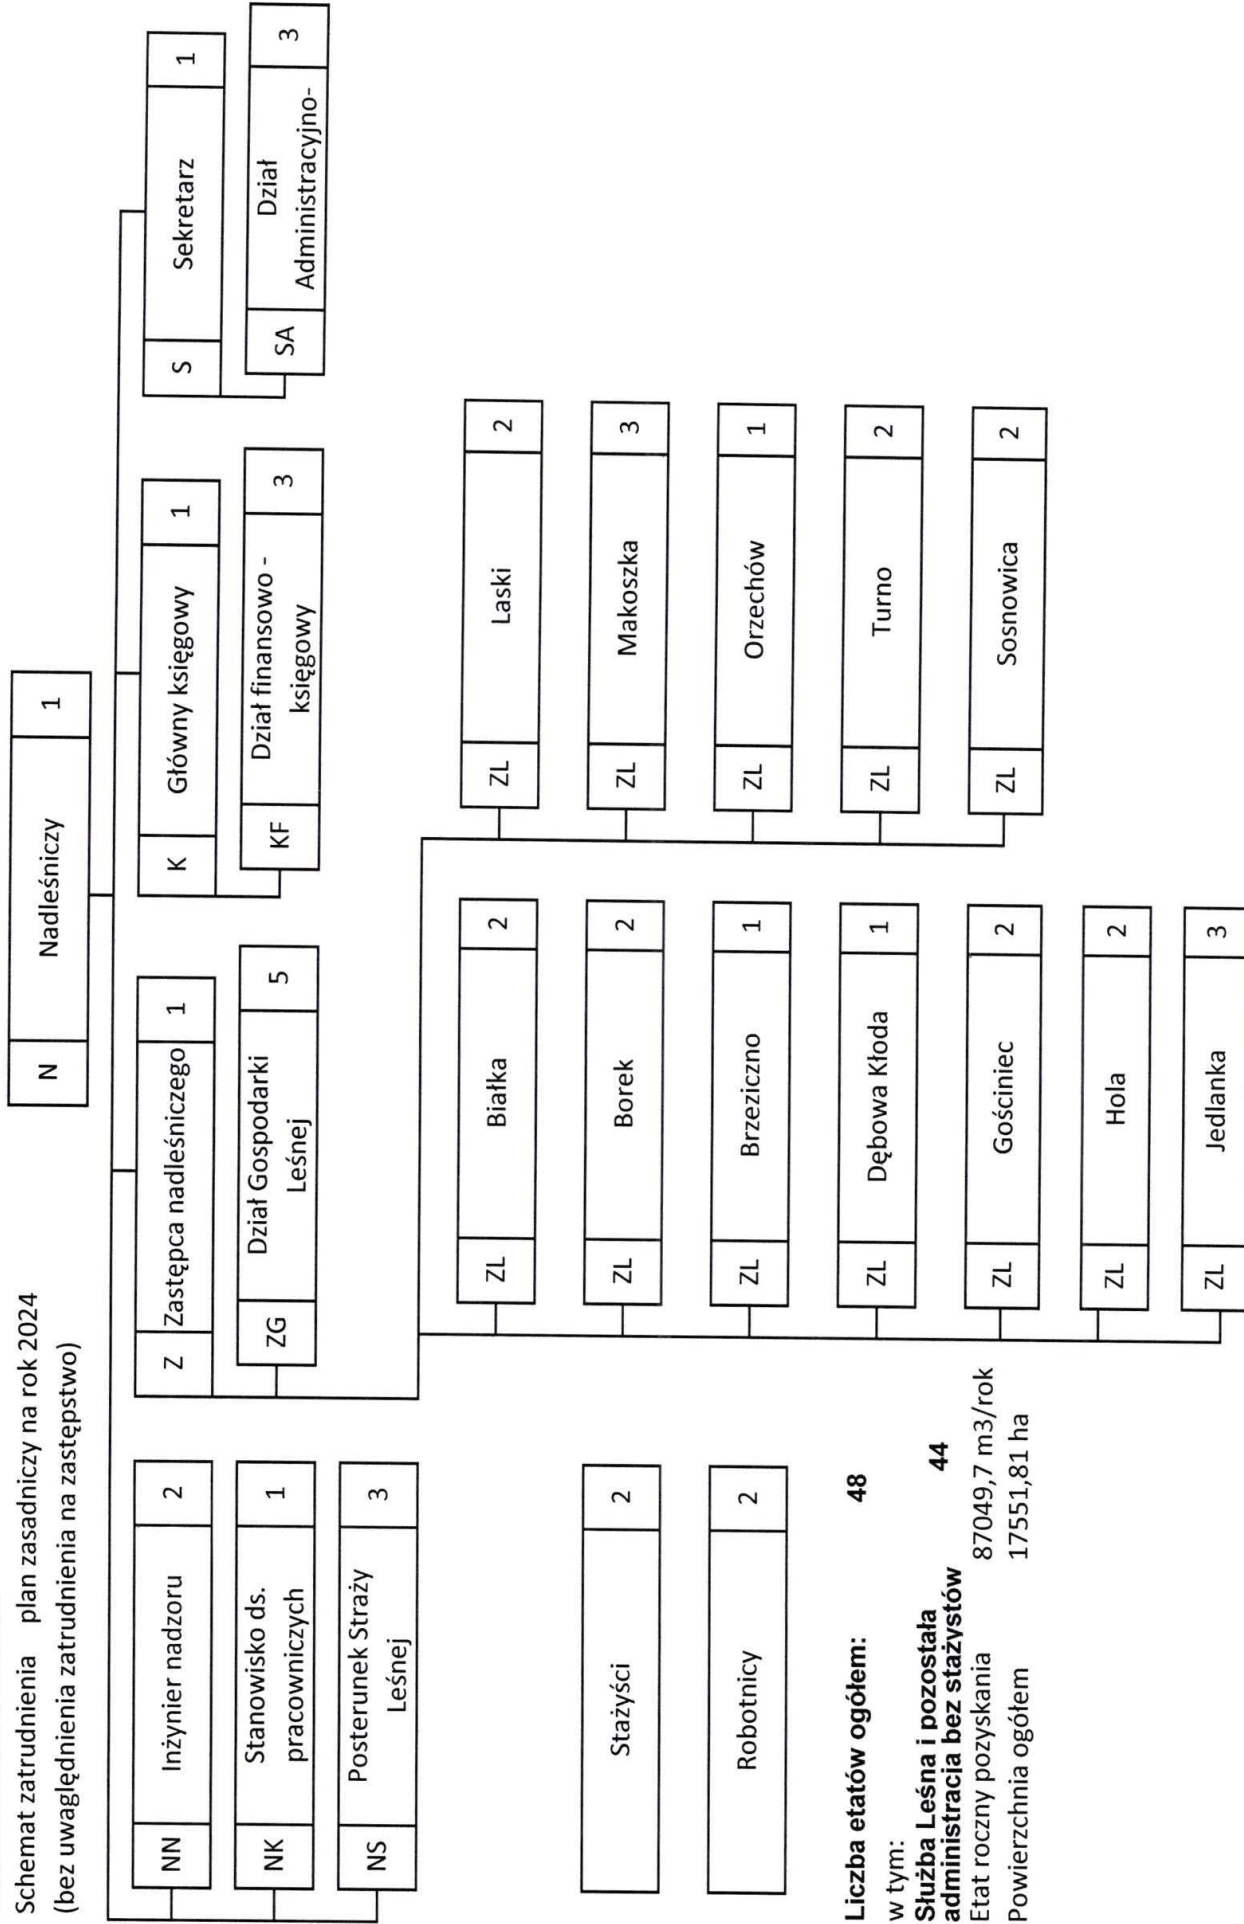 Schemat zatrudnienia plan zasadniczy na rok 2024
(bez uwaględnienia zatrudnienia na zastępstwo)
N Nadleśniczy 1
NN Inżynier nadzoru 2
NK Stanowisko ds.
pracowniczych 1
NS Posterunek Straży
Leśnej 3
Z Zastępca nadleśniczego 1
ZG Dział Gospodarki
Leśnej 5
K Główny księgowy 1
KF Dział finansowo -
księgowy 3
S Sekretarz 1
SA Dział
Administracyjno- 3
ZL Białka 2
ZL Borek 2
ZL Brzeziczno 1
ZL Dębowa Kłoda 1
ZL Gościniec 2
ZL Hola 2
ZL Jedlanka 3
ZL Laski 2
ZL Makoszka 3
ZL Orzechów 1
ZL Turno 2
ZL Sosnowica 2
Stażyści 2
Robotnicy 2
Liczba etatów ogółem: 48
w tym:
Służba Leśna i pozostała
administracja bez stażystów 44
Etat roczny pozyskania 87049,7 m3/rok
Powierzchnia ogółem 17551,81 ha